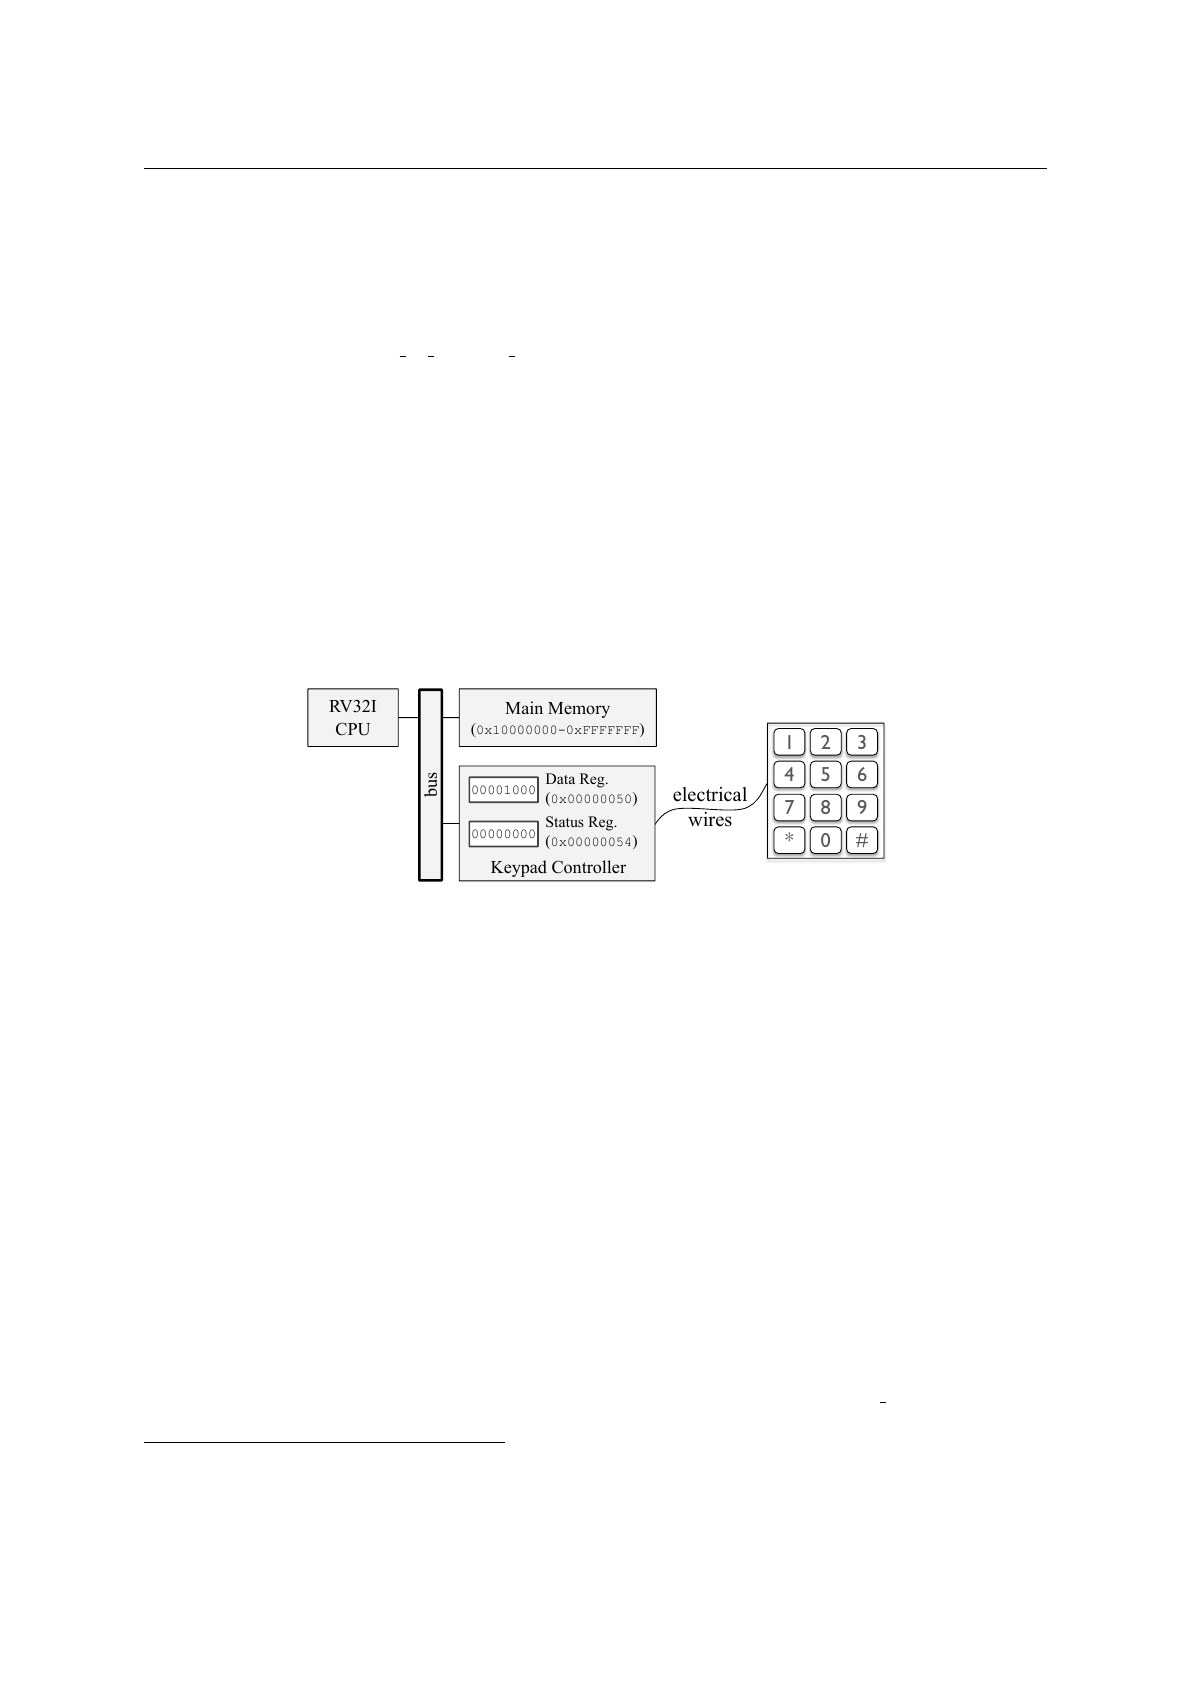 RV32I
CPU
bus
Main Memory
(0x10000000-0xFFFFFFF)
00001000
Data Reg.
(0x00000050)
00000000
Status Reg.
(0x00000054)
Keypad Controller
electrical
wires
1 2 3
4 5 6
7 8 9
* 0 #